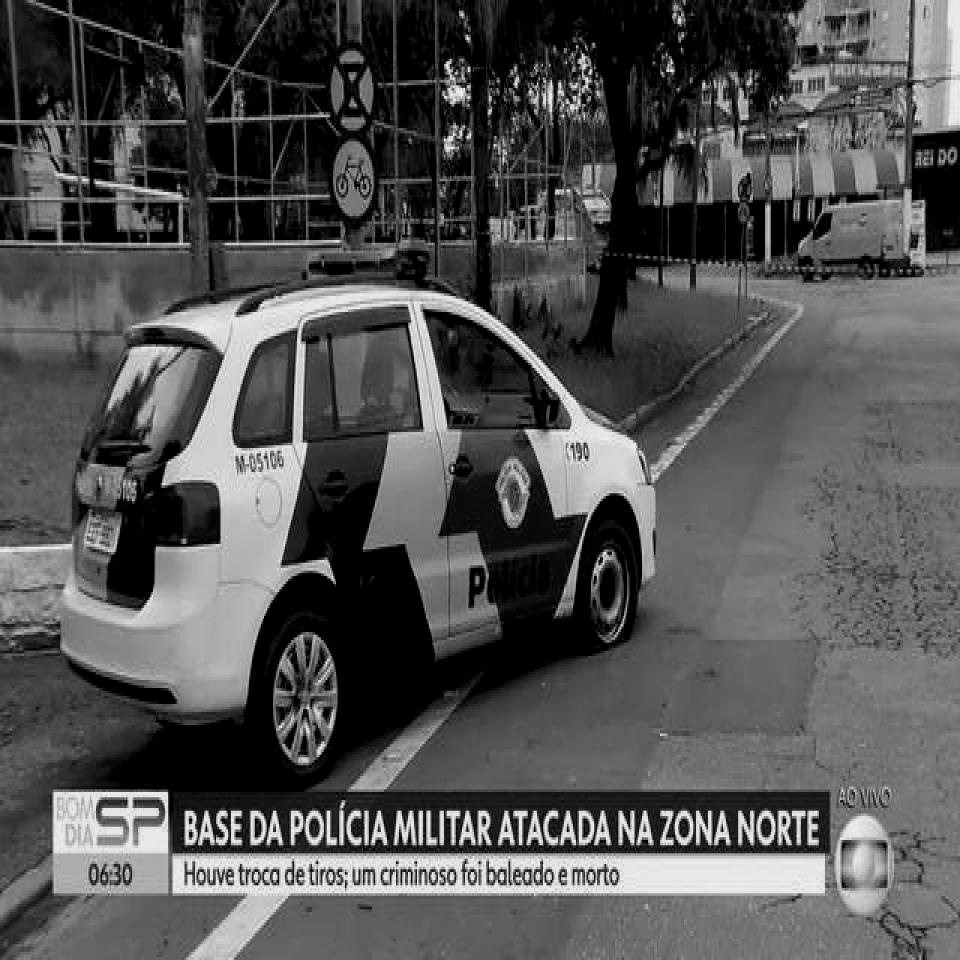 BEI DO
M-05106
190
Polícia
AO VIVO
BOM
DIA
SP
BASE DA POLÍCIA MILITAR ATACADA NA ZONA NORTE
06:30
Houve troca de tiros; um criminoso foi baleado e morto